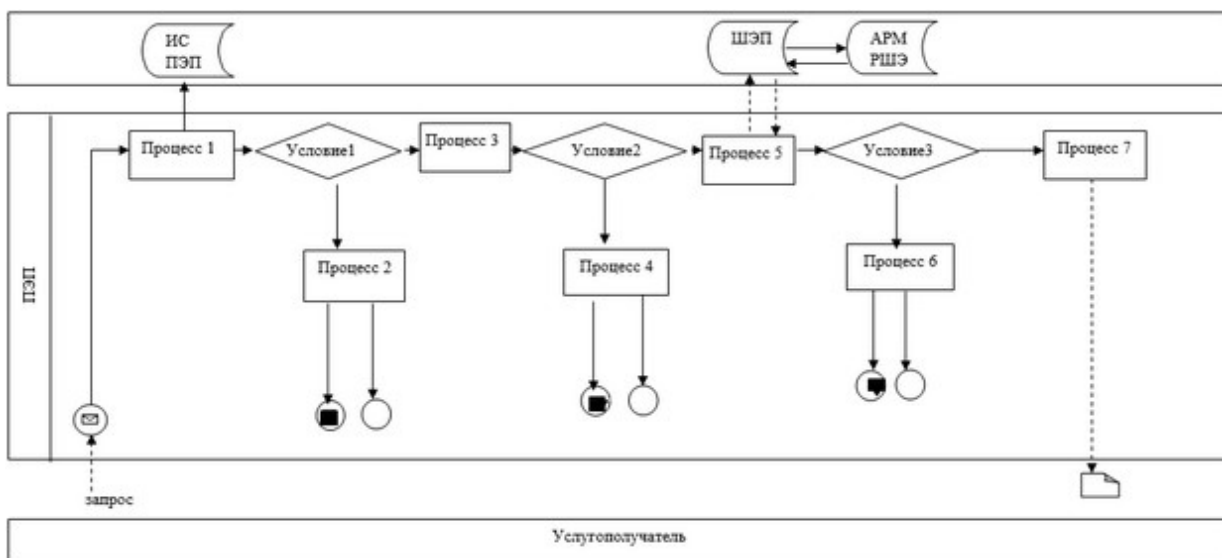 ИС
ПЭП
ШЭП
АРМ
РШЭ
Процесс 1
Условие1
Процесс 3
Условие2
Процесс 5
Условие3
Процесс 7
Процесс 2
Процесс 4
Процесс 6
ПЭП
запрос
Услугополучатель